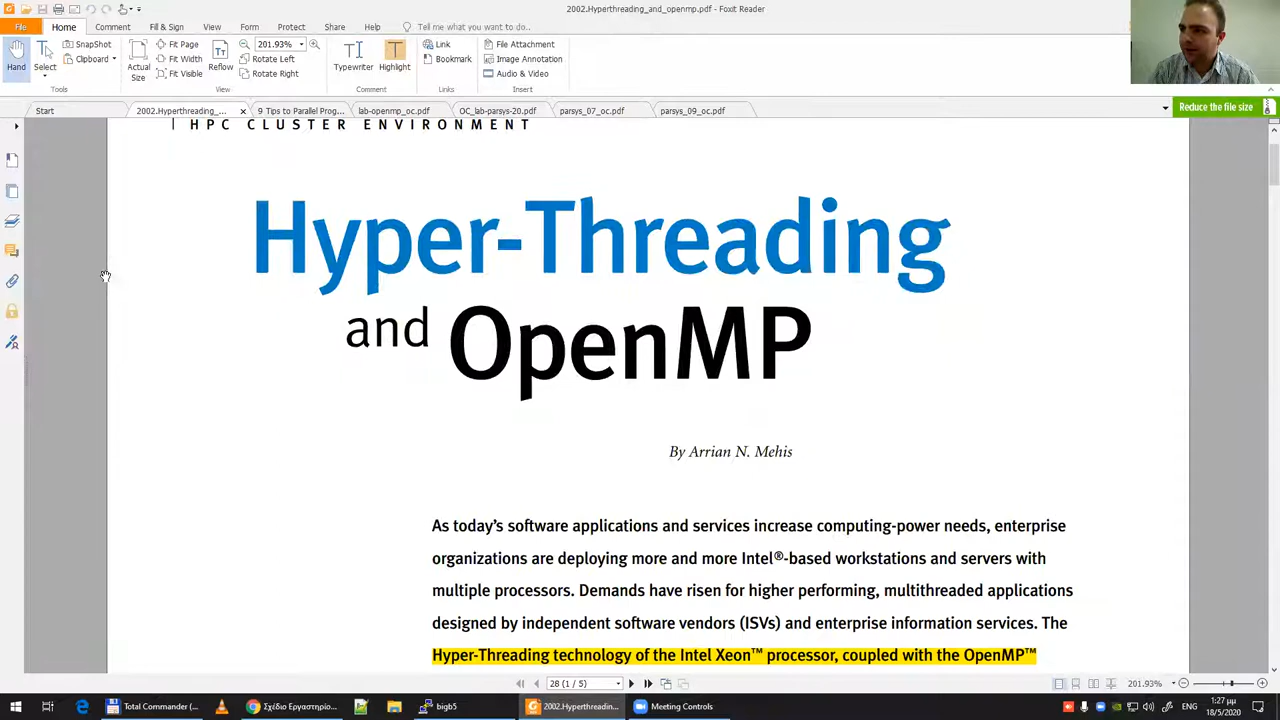 2002.Hyperthreading_and_openmp.pdf - Foxit Reader
File Home Comment Fill & Sign Form Protect Share Help Tell me what you want to do..
Hand
Select
SnapShot
Clipboard
Tools
Actual
Size
Fit Page
Fit Width
Fit Visible
Reflow
201.93%
Rotate Left
Rotate Right
View
Typewriter
Highlight
Comment
Link
Bookmark
Links
File Attachment
Image Annotation
Audio & Video
Insert
Start 2002.Hyperthreading_... 9 Tips to Parallel Prog... lab-openmp_oc.pdf OC_lab-parsys-20.pdf parsys_07_oc.pdf parsys_09_oc.pdf Reduce the file size
HPC CLUSTER ENVIRONMENT
Hyper-Threading
and OpenMP
By Arrian N. Mehis
As today's software applications and services increase computing-power needs, enterprise
organizations are deploying more and more Intel®-based workstations and servers with
multiple processors. Demands have risen for higher performing, multithreaded applications
designed by independent software vendors (ISVs) and enterprise information services. The
Hyper-Threading technology of the Intel Xeon™ processor, coupled with the OpenMP™
28 (1 / 5) 201.93%
Total Commander (... Σχέδιο Εργαστηρίο... big5 2002.Hyperthreadin... Meeting Controls
1:27 μμ
18/5/2020